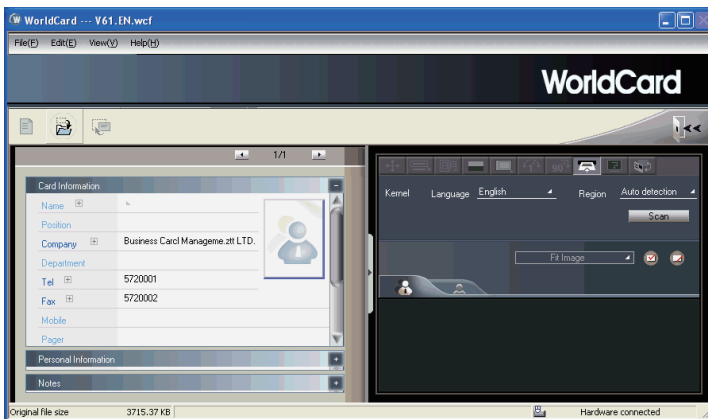 WorldCard --- V61.EN.wcf
File(F) Edit(E) View(V) Help(H)
WorldCard
1/1
Card Information
Name
Position
Company Business Carcl Manageme.ztt LTD.
Department
Tel 5720001
Fax 5720002
Mobile
Pager
Personal Information
Notes
Kernel Language English Region Auto detection
Scan
Fit Image
Original file size 3715.37 KB Hardware connected